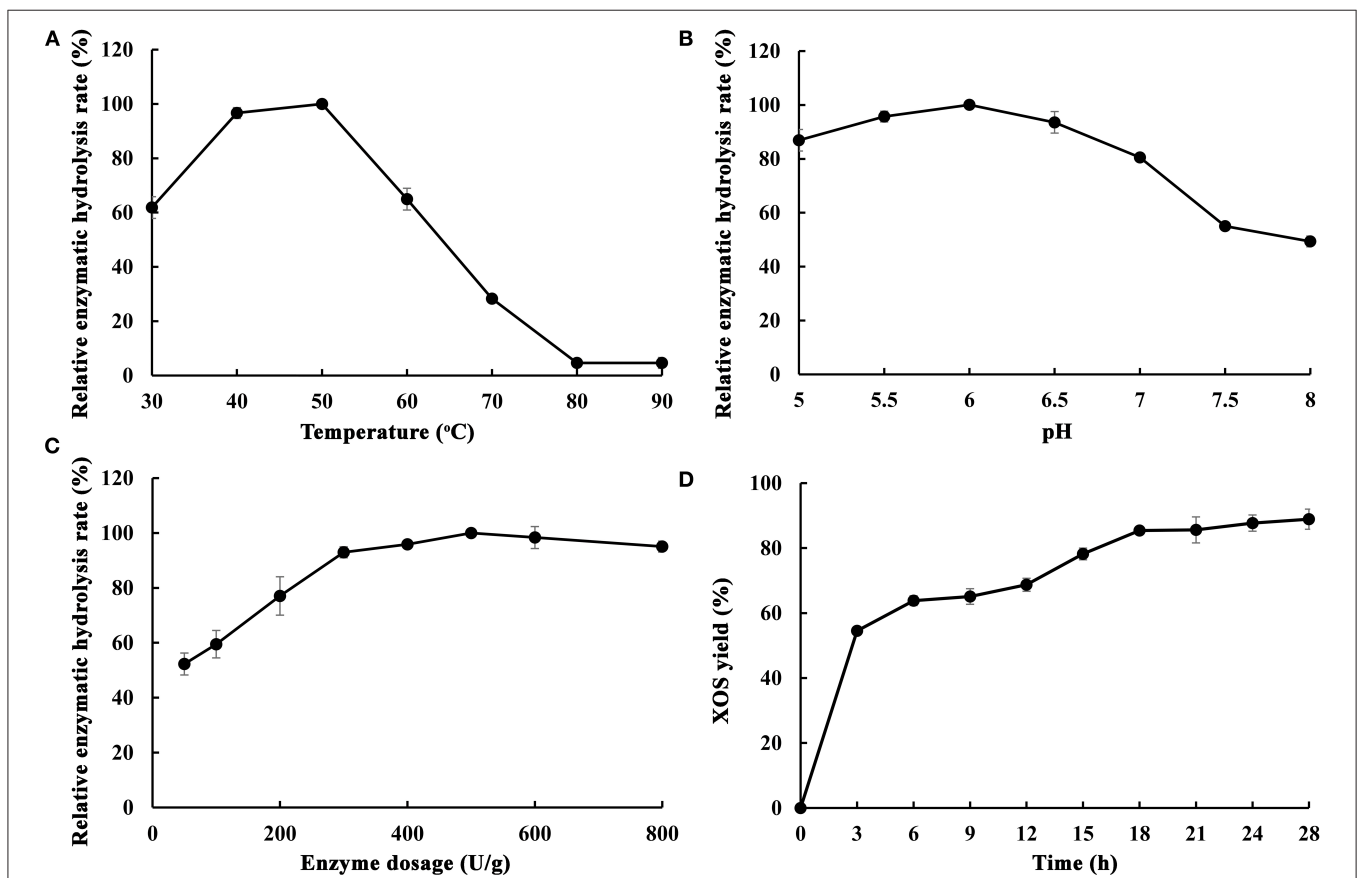 A
Relative enzymatic hydrolysis rate (%)
120
100
80
60
40
20
0
30 40 50 60 70 80 90
Temperature (°C)
B
Relative enzymatic hydrolysis rate (%)
120
100
80
60
40
20
0
5 5.5 6 6.5 7 7.5 8
pH
C
Relative enzymatic hydrolysis rate (%)
120
100
80
60
40
20
0
0 200 400 600 800
Enzyme dosage (U/g)
D
XOS yield (%)
100
80
60
40
20
0
0 3 6 9 12 15 18 21 24 28
Time (h)